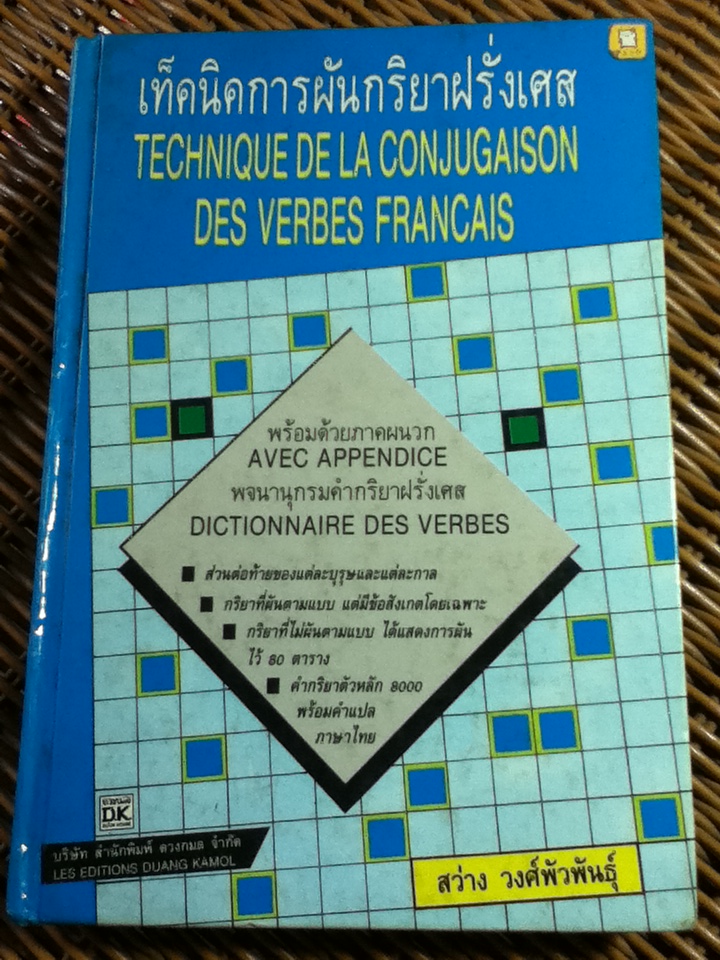 เท็คนิคการผันกริยาฝรั่งเศส
TECHNIQUE DE LA CONJUGAISON
DES VERBES FRANCAIS
พร้อมด้วยภาคผนวก
AVEC APPENDICE
พจนานุกรมคำกริยาฝรั่งเศส
DICTIONNAIRE DES VERBES
ส่วนต่อท้ายของแต่ละบุรุษและแต่ละกาล
กริยาที่ผันตามแบบ แต่มีข้อสังเกตโดยเฉพาะ
กริยาที่ไม่ผันตามแบบ ได้แสดงการผัน
ไว้ 80 ตาราง
คำกริยาตัวหลัก 8000
พร้อมคำแปล
ภาษาไทย
D.K.
บริษัท สำนักพิมพ์ ดวงกมล จำกัด
LES EDITIONS DUANG KAMOL
สว่าง วงศ์พัวพันธุ์